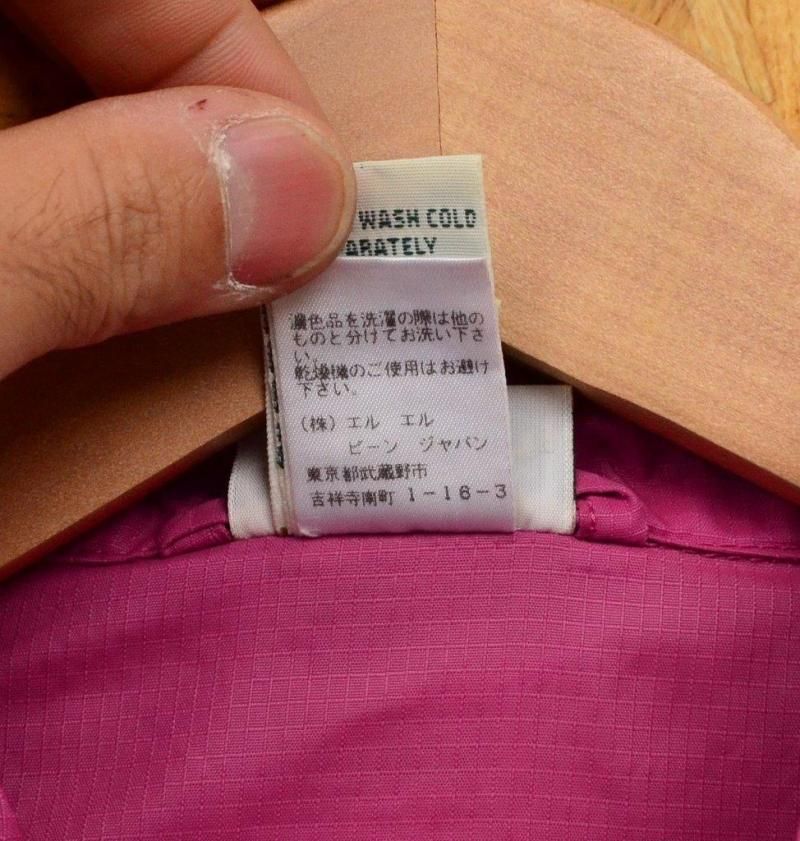 WASH COLD
ARATELY
濃色品を洗濯の際は他の
ものと分けてお洗い下さ
い。
乾燥機のご使用はお避け
下さい。
（株）エル エル
ビーン ジャパン
東京都武蔵野市
吉祥寺南町 1-16-3